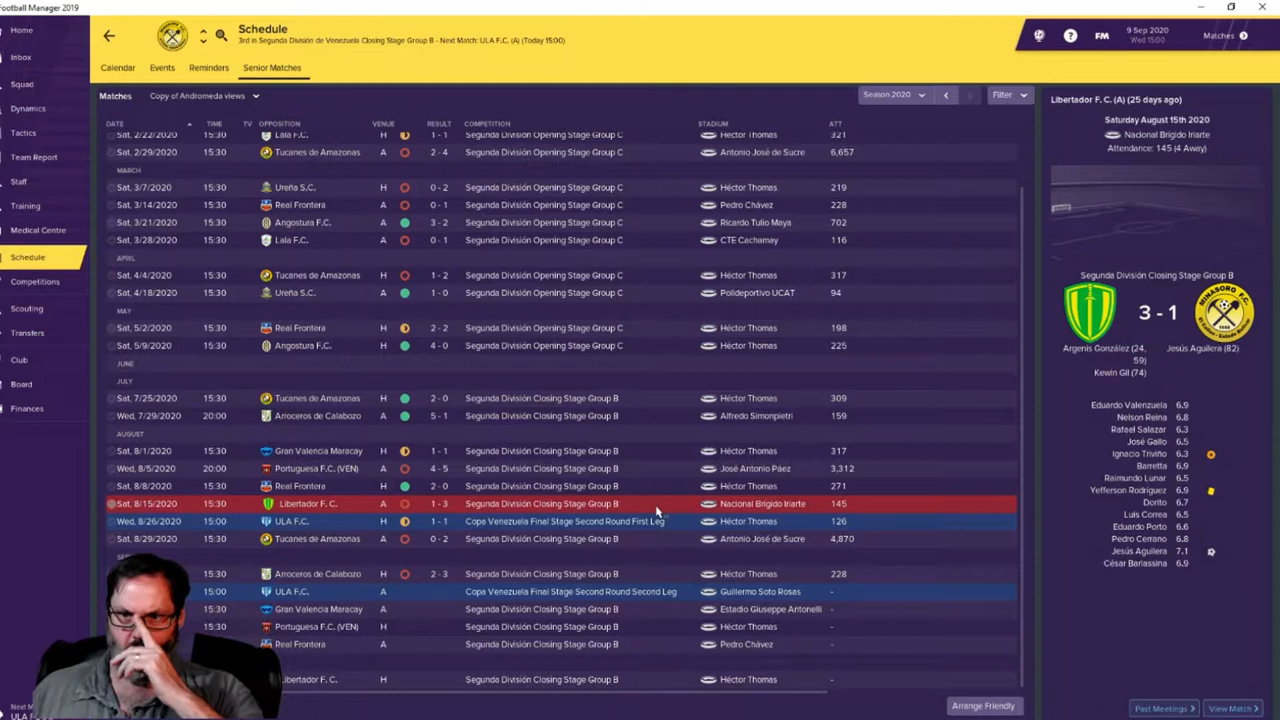 Football Manager 2019
Home
Inbox
Squad
Dynamics
Tactics
Team Report
Staff
Training
Medical Centre
Schedule
Competitions
Scouting
Transfers
Club
Board
Finances
Schedule
3rd in Segunda División de Venezuela Closing Stage Group B - Next Match: ULA F.C. (A) (Today 15:00)
9 Sep 2020
Wed 15:00
FM
Matches
Calendar Events Reminders Senior Matches
Matches Copy of Andromeda views Season 2020 Filter
DATE TIME TV OPPOSITION VENUE RESULT COMPETITION STADIUM ATT
Sat, 2/22/2020 15:30 Lala F.C. H 1 - 1 Segunda División Opening Stage Group C Héctor Thomas 321
Sat, 2/29/2020 15:30 Tucanes de Amazonas A 2 - 4 Segunda División Opening Stage Group C Antonio José de Sucre 6,657
MARCH
Sat, 3/7/2020 15:30 Ureña S.C. H 0 - 2 Segunda División Opening Stage Group C Héctor Thomas 219
Sat, 3/14/2020 15:30 Real Frontera A 0 - 1 Segunda División Opening Stage Group C Pedro Chávez 228
Sat, 3/21/2020 15:30 Angostura F.C. A 3 - 2 Segunda División Opening Stage Group C Ricardo Tulio Maya 702
Sat, 3/28/2020 15:30 Lala F.C. A 0 - 1 Segunda División Opening Stage Group C CTE Cachamay 116
APRIL
Sat, 4/4/2020 15:30 Tucanes de Amazonas H 1 - 2 Segunda División Opening Stage Group C Héctor Thomas 317
Sat, 4/18/2020 15:30 Ureña S.C. A 1 - 0 Segunda División Opening Stage Group C Polideportivo UCAT 94
MAY
Sat, 5/2/2020 15:30 Real Frontera H 2 - 2 Segunda División Opening Stage Group C Héctor Thomas 198
Sat, 5/9/2020 15:30 Angostura F.C. H 4 - 0 Segunda División Opening Stage Group C Héctor Thomas 225
JUNE
JULY
Sat, 7/25/2020 15:30 Tucanes de Amazonas H 2 - 0 Segunda División Closing Stage Group B Héctor Thomas 309
Wed, 7/29/2020 20:00 Arroceros de Calabozo A 5 - 1 Segunda División Closing Stage Group B Alfredo Simonpietri 159
AUGUST
Sat, 8/1/2020 15:30 Gran Valencia Maracay H 1 - 1 Segunda División Closing Stage Group B Héctor Thomas 317
Wed, 8/5/2020 20:00 Portuguesa F.C. (VEN) A 4 - 5 Segunda División Closing Stage Group B José Antonio Páez 3,312
Sat, 8/8/2020 15:30 Real Frontera H 2 - 0 Segunda División Closing Stage Group B Héctor Thomas 271
Sat, 8/15/2020 15:30 Libertador F. C. A 1 - 3 Segunda División Closing Stage Group B Nacional Brígido Iriarte 145
Wed, 8/26/2020 15:00 ULA F.C. H 1 - 1 Copa Venezuela Final Stage Second Round First Leg Héctor Thomas 126
Sat, 8/29/2020 15:30 Tucanes de Amazonas A 0 - 2 Segunda División Closing Stage Group B Antonio José de Sucre 4,870
15:30 Arroceros de Calabozo H 2 - 3 Segunda División Closing Stage Group B Héctor Thomas 228
15:00 ULA F.C. A Copa Venezuela Final Stage Second Round Second Leg Guillermo Soto Rosas -
15:30 Gran Valencia Maracay A Segunda División Closing Stage Group B Estadio Giuseppe Antonelli -
15:30 Portuguesa F.C. (VEN) H Segunda División Closing Stage Group B Héctor Thomas -
Real Frontera A Segunda División Closing Stage Group B Pedro Chávez -
Libertador F. C. H Segunda División Closing Stage Group B Héctor Thomas -
Arrange Friendly
Libertador F. C. (A) (25 days ago)
Saturday August 15th 2020
Nacional Brígido Iriarte
Attendance: 145 (4 Away)
Segunda División Closing Stage Group B
3 - 1
MINASORO F.C.
Argenis González (24, 59)
Kewin Gil (74)
Jesús Aguilera (82)
Eduardo Valenzuela 6.9
Nelson Reina 6.8
Rafael Salazar 6.3
José Gallo 6.5
Ignacio Triviño 6.3
Barretta 6.9
Raimundo Lunar 6.5
Yefferson Rodríguez 6.9
Dorito 6.7
Luis Correa 6.5
Eduardo Porto 6.6
Pedro Cerrano 6.8
Jesús Aguilera 7.1
César Barlassina 6.9
Past Meetings View Match